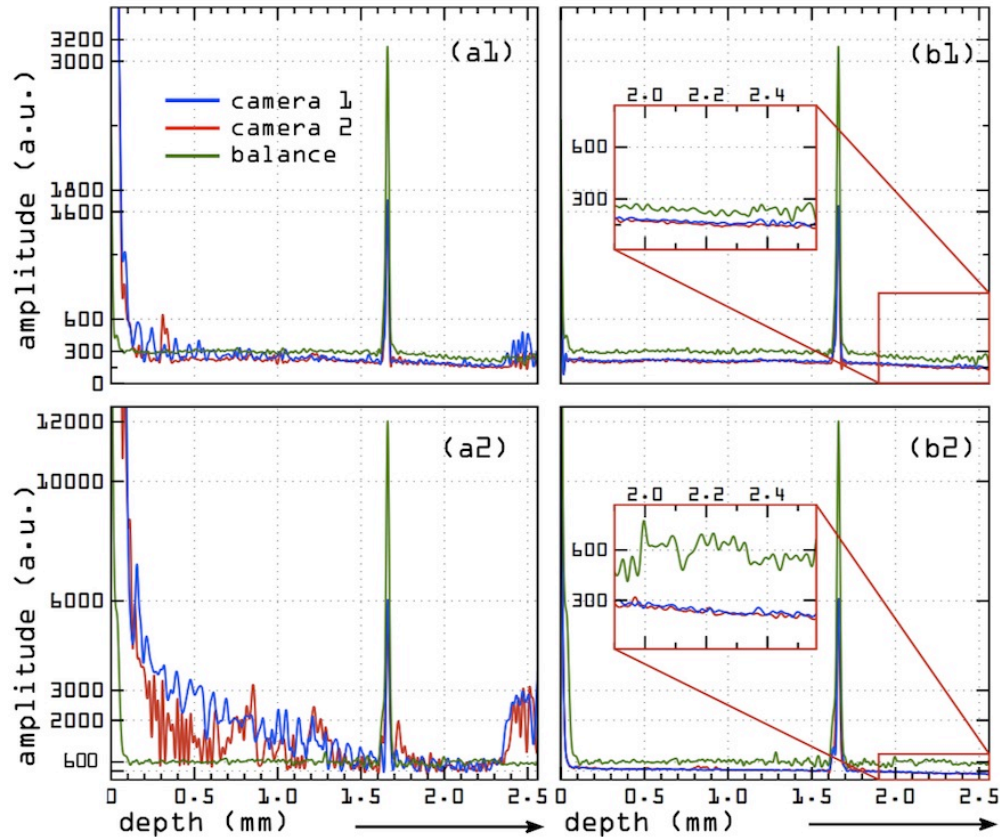 (a1)
3200
3000
1800
1600
600
300
0
amplitude (a.u.)
camera 1
camera 2
balance
(b1)
2.0 2.2 2.4
600
300
(a2)
12000
10000
6000
3000
2000
600
amplitude (a.u.)
0 0.5 1.0 1.5 2.0 2.5
depth (mm)
(b2)
2.0 2.2 2.4
600
300
0.5 1.0 1.5 2.0 2.5
depth (mm)